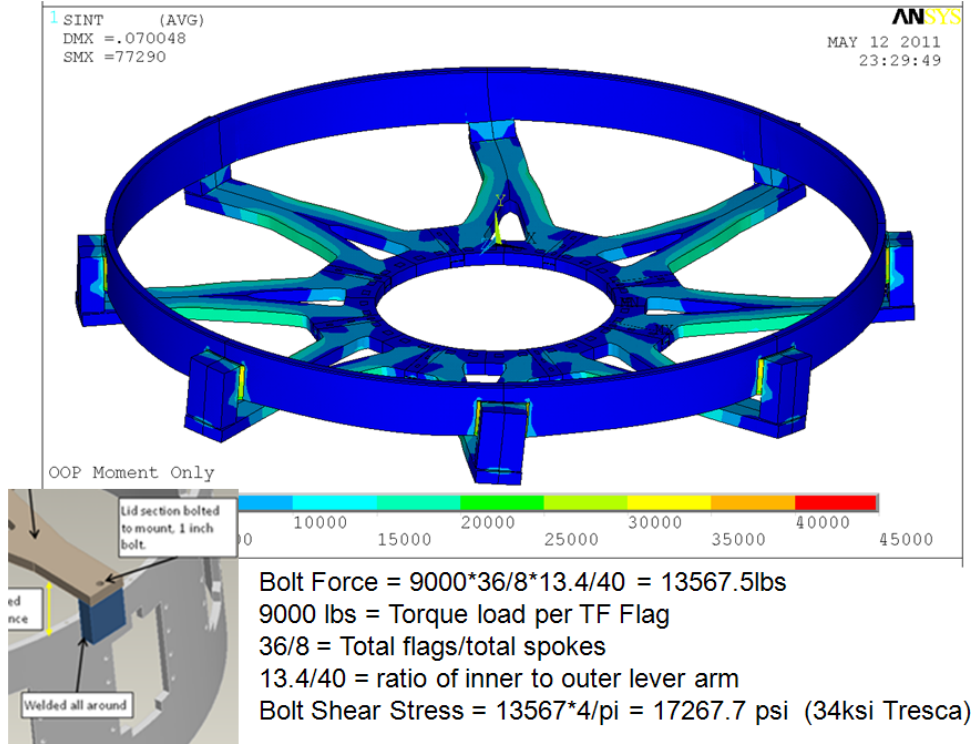 1
SINT (AVG)
DMX =.070048
SMX =77290
ANSYS
MAY 12 2011
23:29:49
Y
X
OOP Moment Only
10000 20000 30000 40000
15000 25000 35000 45000
Lid section bolted
to mount, 1 inch
bolt.
Welded all around
Bolt Force = 9000*36/8*13.4/40 = 13567.5lbs
9000 lbs = Torque load per TF Flag
36/8 = Total flags/total spokes
13.4/40 = ratio of inner to outer lever arm
Bolt Shear Stress = 13567*4/pi = 17267.7 psi (34ksi Tresca)